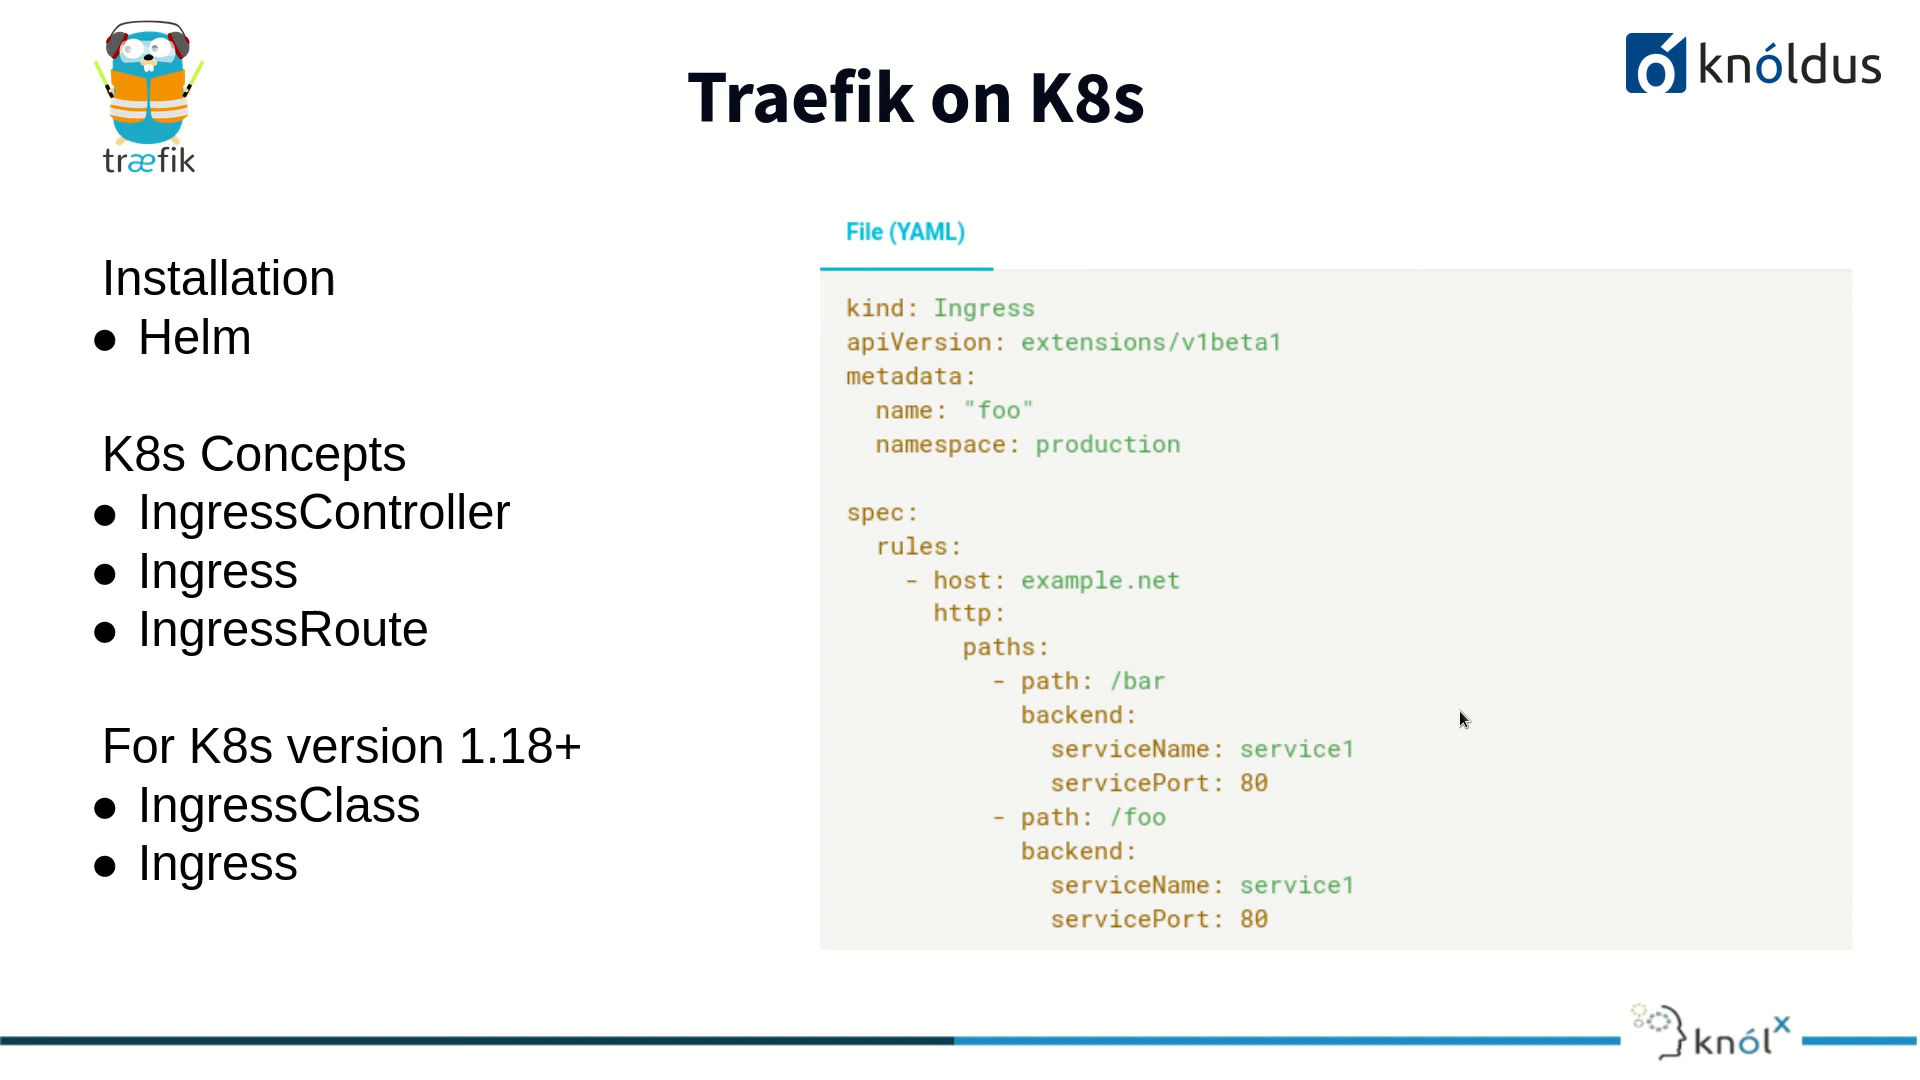 træfik
Traefik on K8s
knóldus
Installation
● Helm
K8s Concepts
● IngressController
● Ingress
● IngressRoute
For K8s version 1.18+
● IngressClass
● Ingress
File (YAML)
kind: Ingress
apiVersion: extensions/v1beta1
metadata:
  name: "foo"
  namespace: production

spec:
  rules:
    - host: example.net
      http:
        paths:
          - path: /bar
            backend:
              serviceName: service1
              servicePort: 80
          - path: /foo
            backend:
              serviceName: service1
              servicePort: 80
knólx